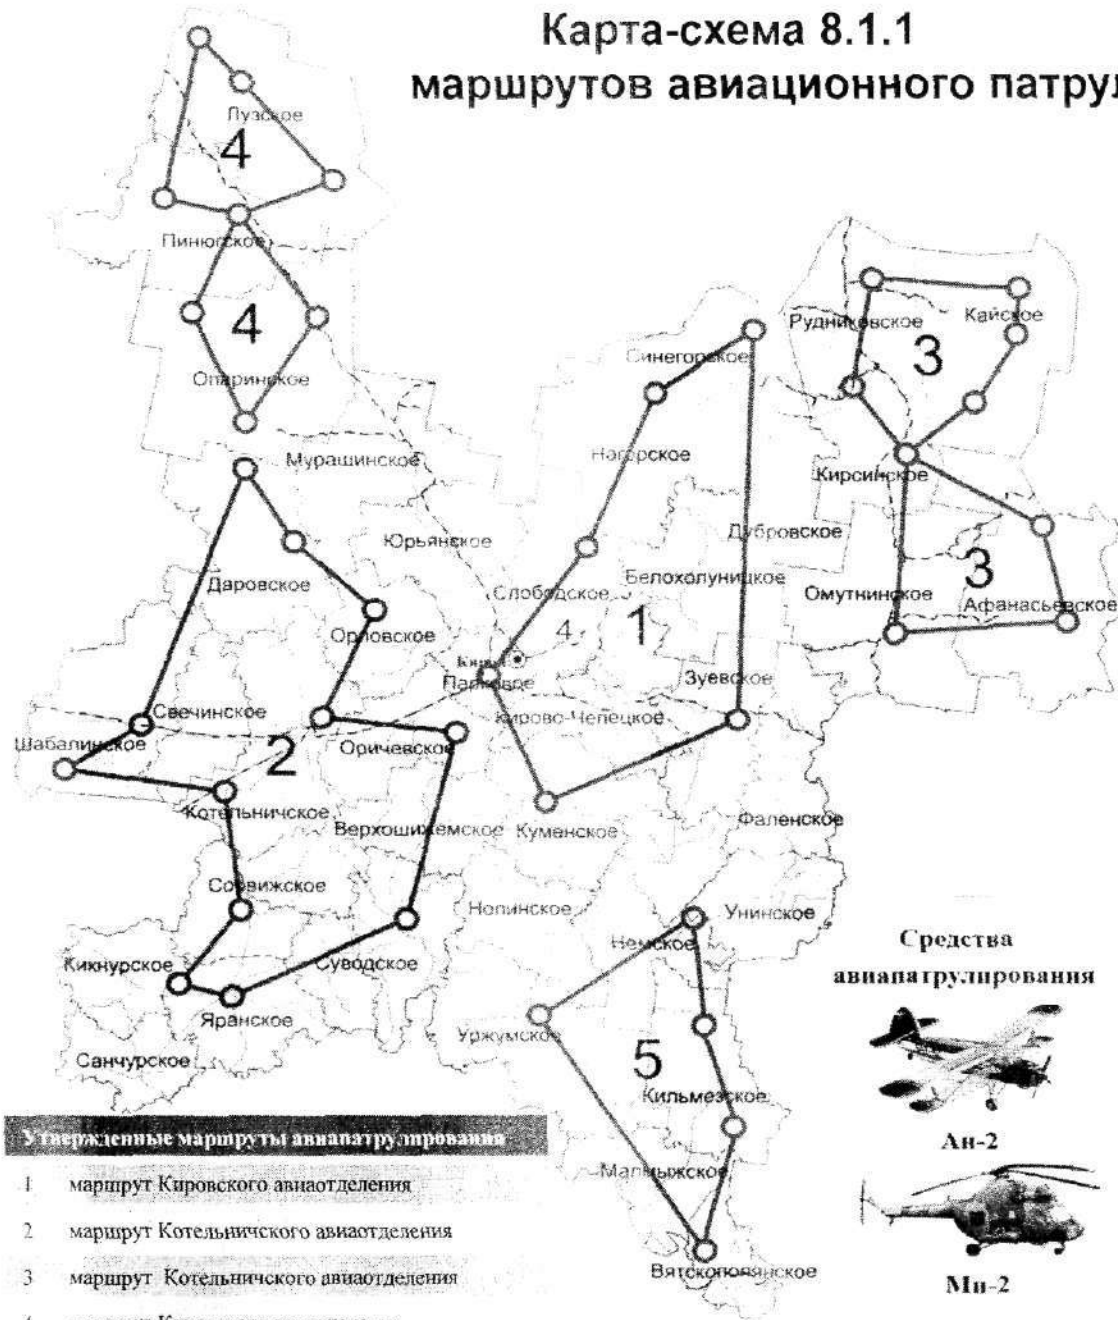 Карта-схема 8.1.1
маршрутов авиационного патрул
Лузское
4
Пинюгское
4
Опаринское
Мурашинское
Синегорское
Рудниковское
Кайское
3
Нагорское
Кирсинское
Юрьянское
Дубровское
Даровское
Слободское
Белохолуницкое
Омутнинское
3
Афанасьевское
Орловское
4
1
Киров
Парковое
Зуевское
Свечинское
Кирово-Чепецкое
Шабалинское
2
Оричевское
Котельничское
Верхошижемское
Куменское
Фаленское
Сорвижское
Нолинское
Унинское
Немское
Кикнурское
Суводское
Яранское
Уржумское
Санчурское
5
Кильмезское
Малмыжское
Вятскополянское
Средства
авиапатрулирования
Ан-2
Ми-2
Утвержденные маршруты авиапатрулирования
1 маршрут Кировского авиаотделения
2 маршрут Котельничского авиаотделения
3 маршрут Котельничского авиаотделения